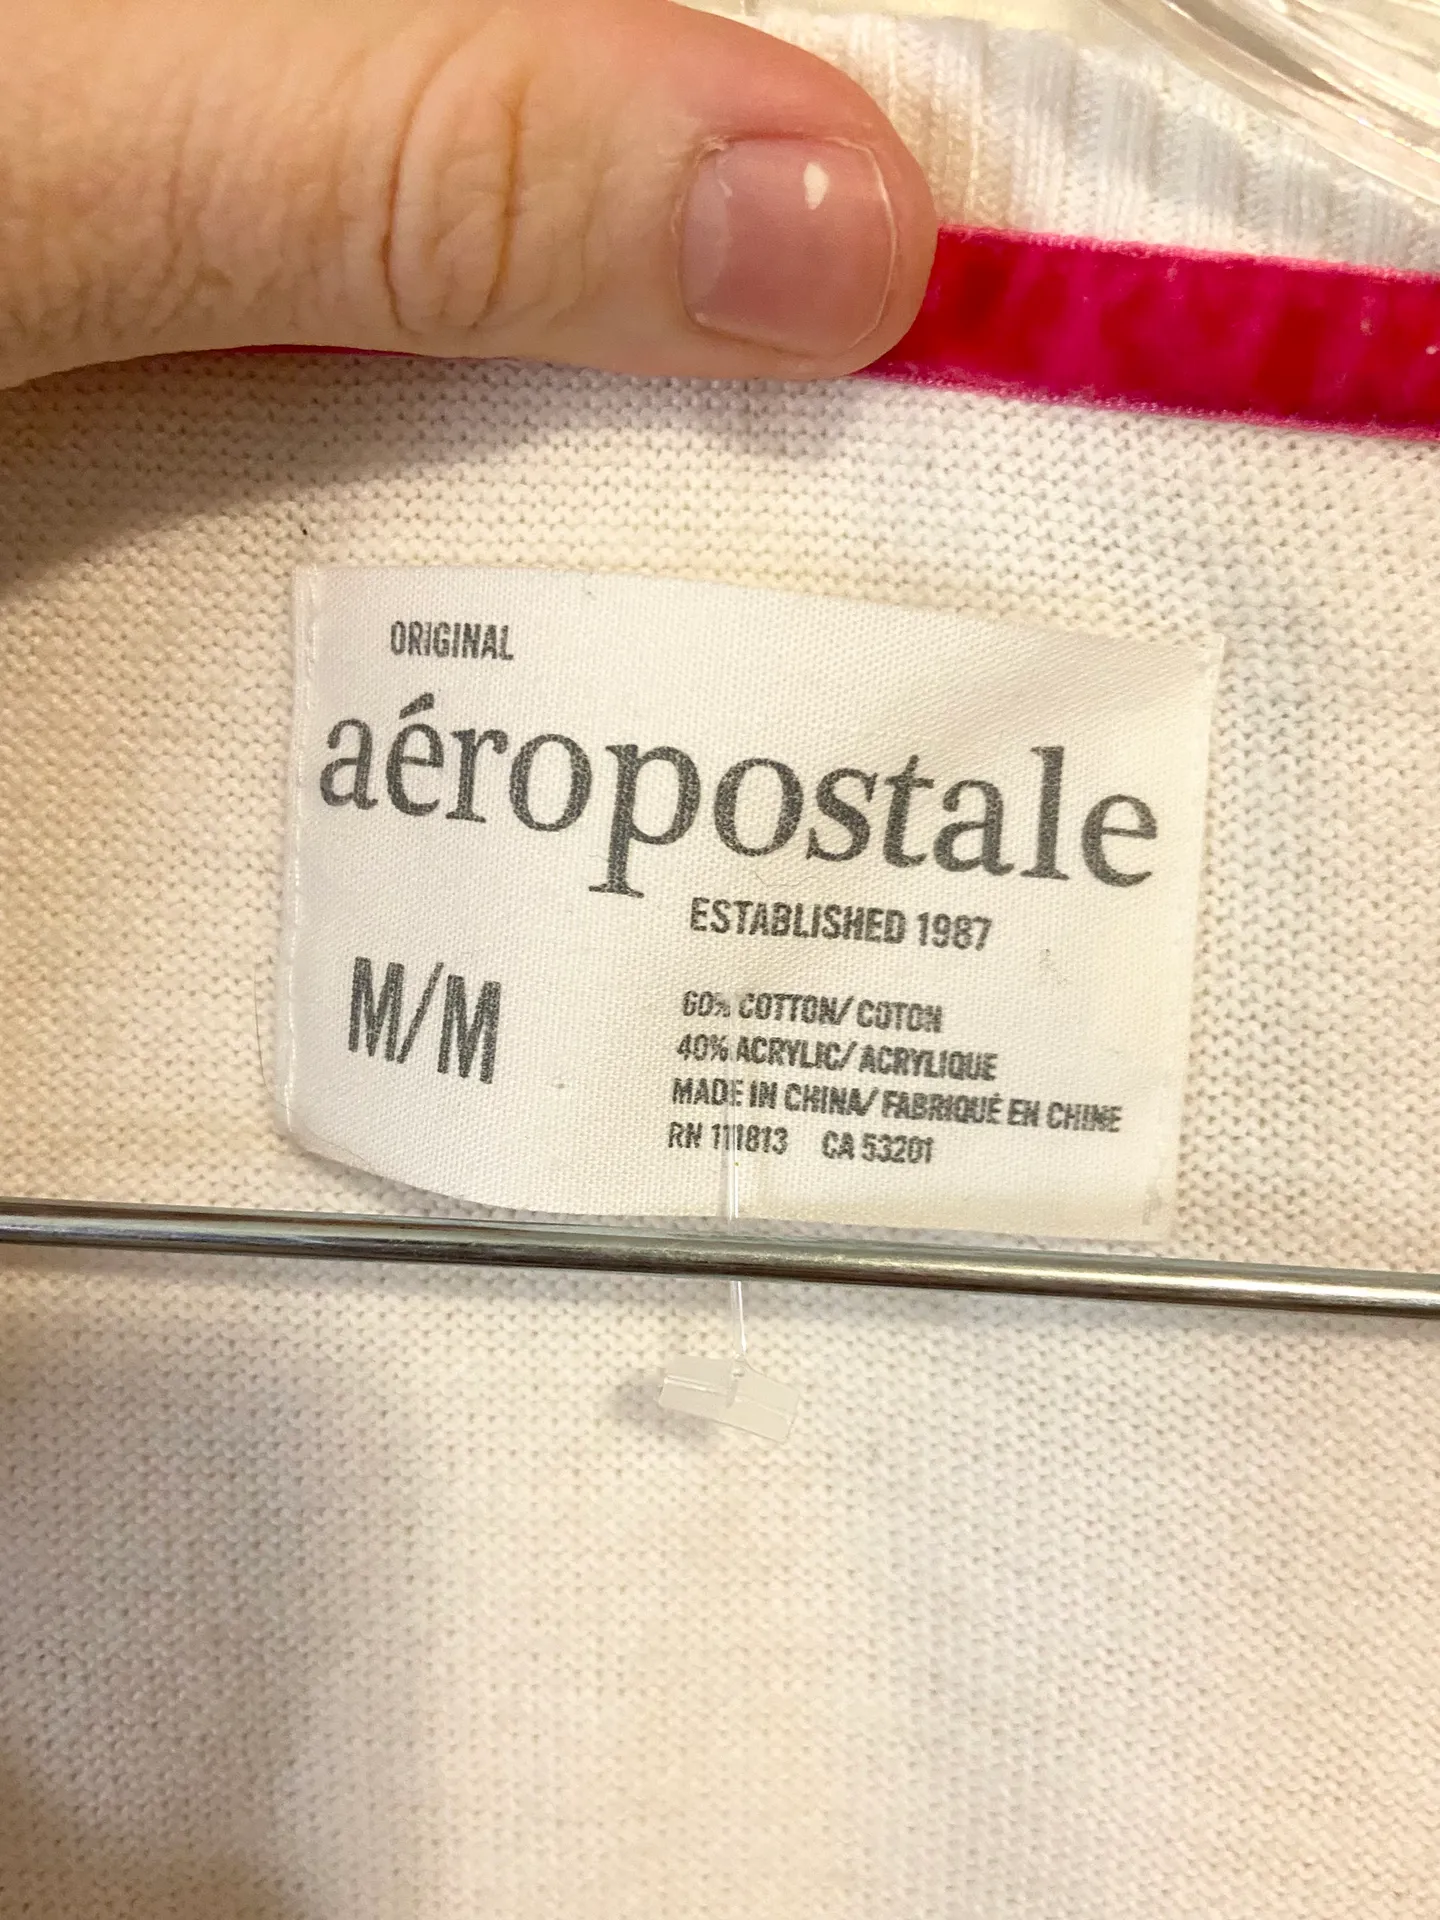 ORIGINAL
aéropostale
ESTABLISHED 1987
M/M
60% COTTON/ COTON
40% ACRYLIC/ ACRYLIQUE
MADE IN CHINA/ FABRIQUÉ EN CHINE
RN 111813 CA 53201